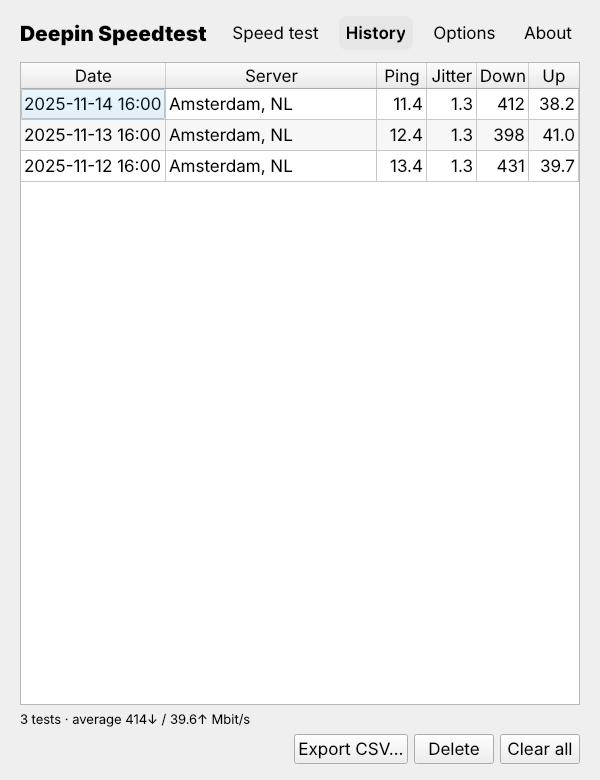 Deepin Speedtest Speed test History Options About
Date Server Ping Jitter Down Up
2025-11-14 16:00 Amsterdam, NL 11.4 1.3 412 38.2
2025-11-13 16:00 Amsterdam, NL 12.4 1.3 398 41.0
2025-11-12 16:00 Amsterdam, NL 13.4 1.3 431 39.7
3 tests · average 414↓ / 39.6↑ Mbit/s
Export CSV... Delete Clear all